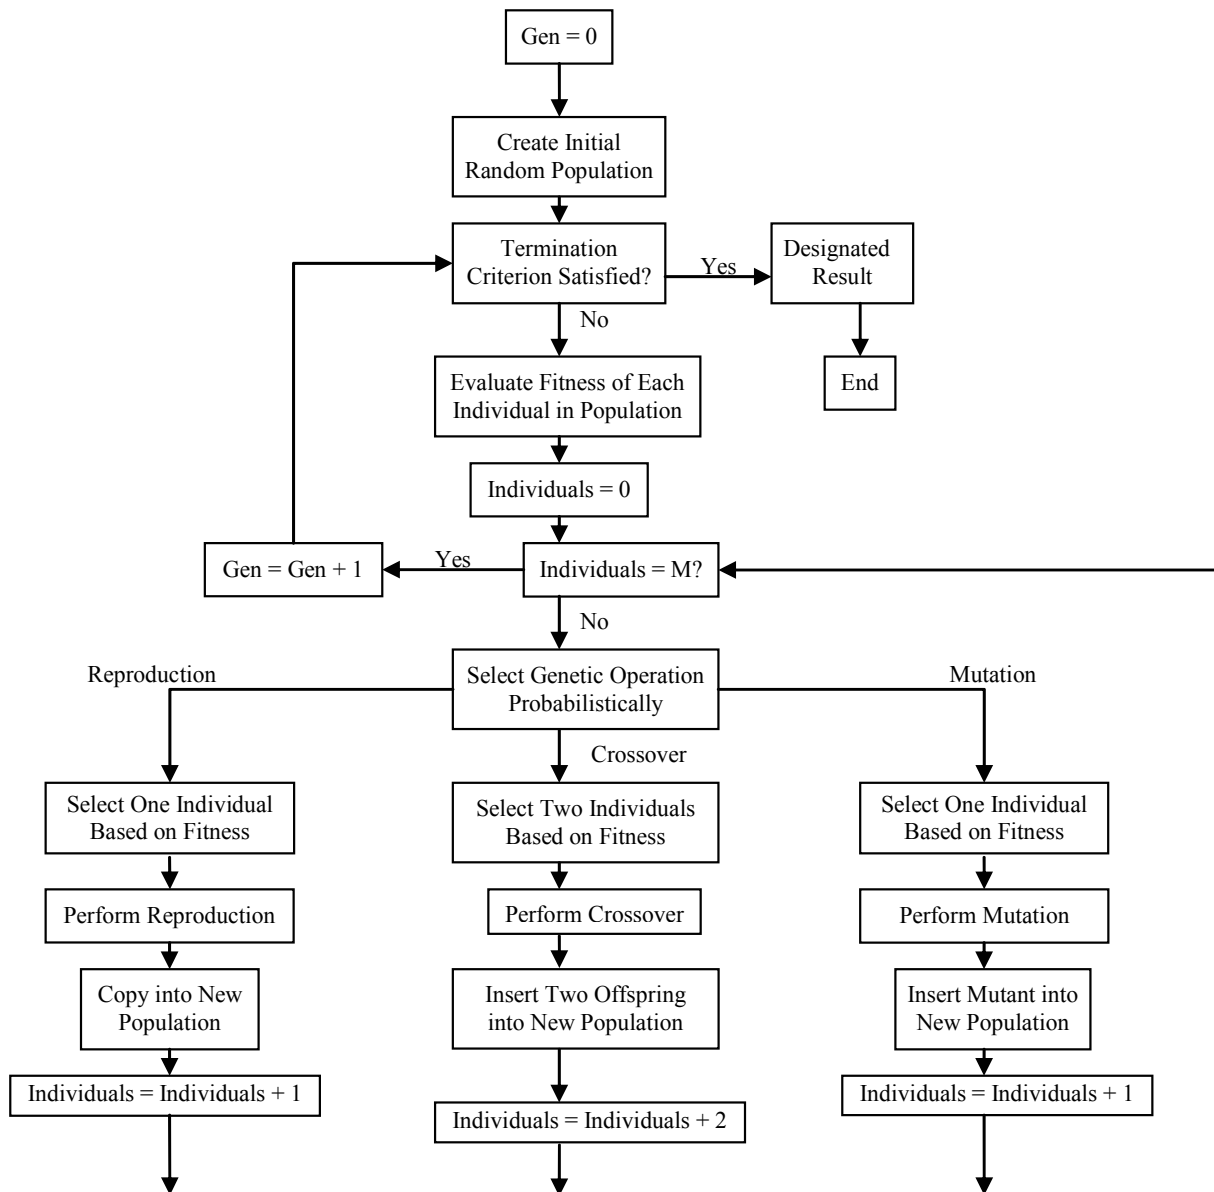 Gen = 0
Create Initial
Random Population
Termination
Criterion Satisfied?
Yes
Designated
Result
No
End
Evaluate Fitness of Each
Individual in Population
Individuals = 0
Gen = Gen + 1
Yes
Individuals = M?
No
Reproduction
Select Genetic Operation
Probabilistically
Mutation
Crossover
Select One Individual
Based on Fitness
Select Two Individuals
Based on Fitness
Select One Individual
Based on Fitness
Perform Reproduction
Perform Crossover
Perform Mutation
Copy into New
Population
Insert Two Offspring
into New Population
Insert Mutant into
New Population
Individuals = Individuals + 1
Individuals = Individuals + 2
Individuals = Individuals + 1